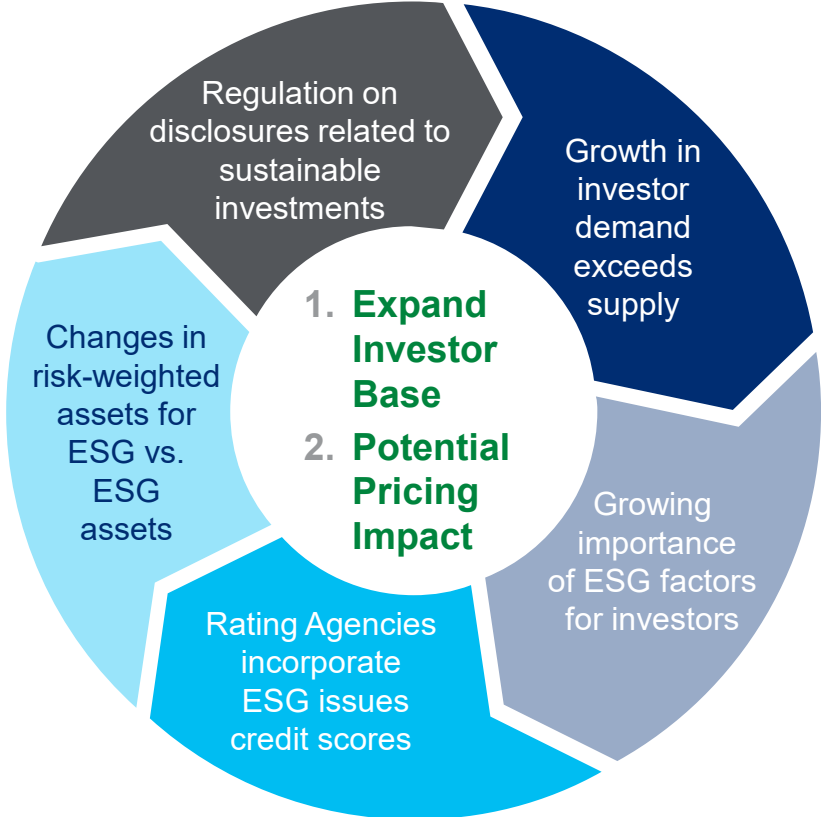 Regulation on
disclosures related to
sustainable
investments
Growth in
investor
demand
exceeds
supply
Growing
importance
of ESG factors
for investors
Rating Agencies
incorporate
ESG issues
credit scores
Changes in
risk-weighted
assets for
ESG vs.
ESG
assets
1. Expand
Investor
Base
2. Potential
Pricing
Impact